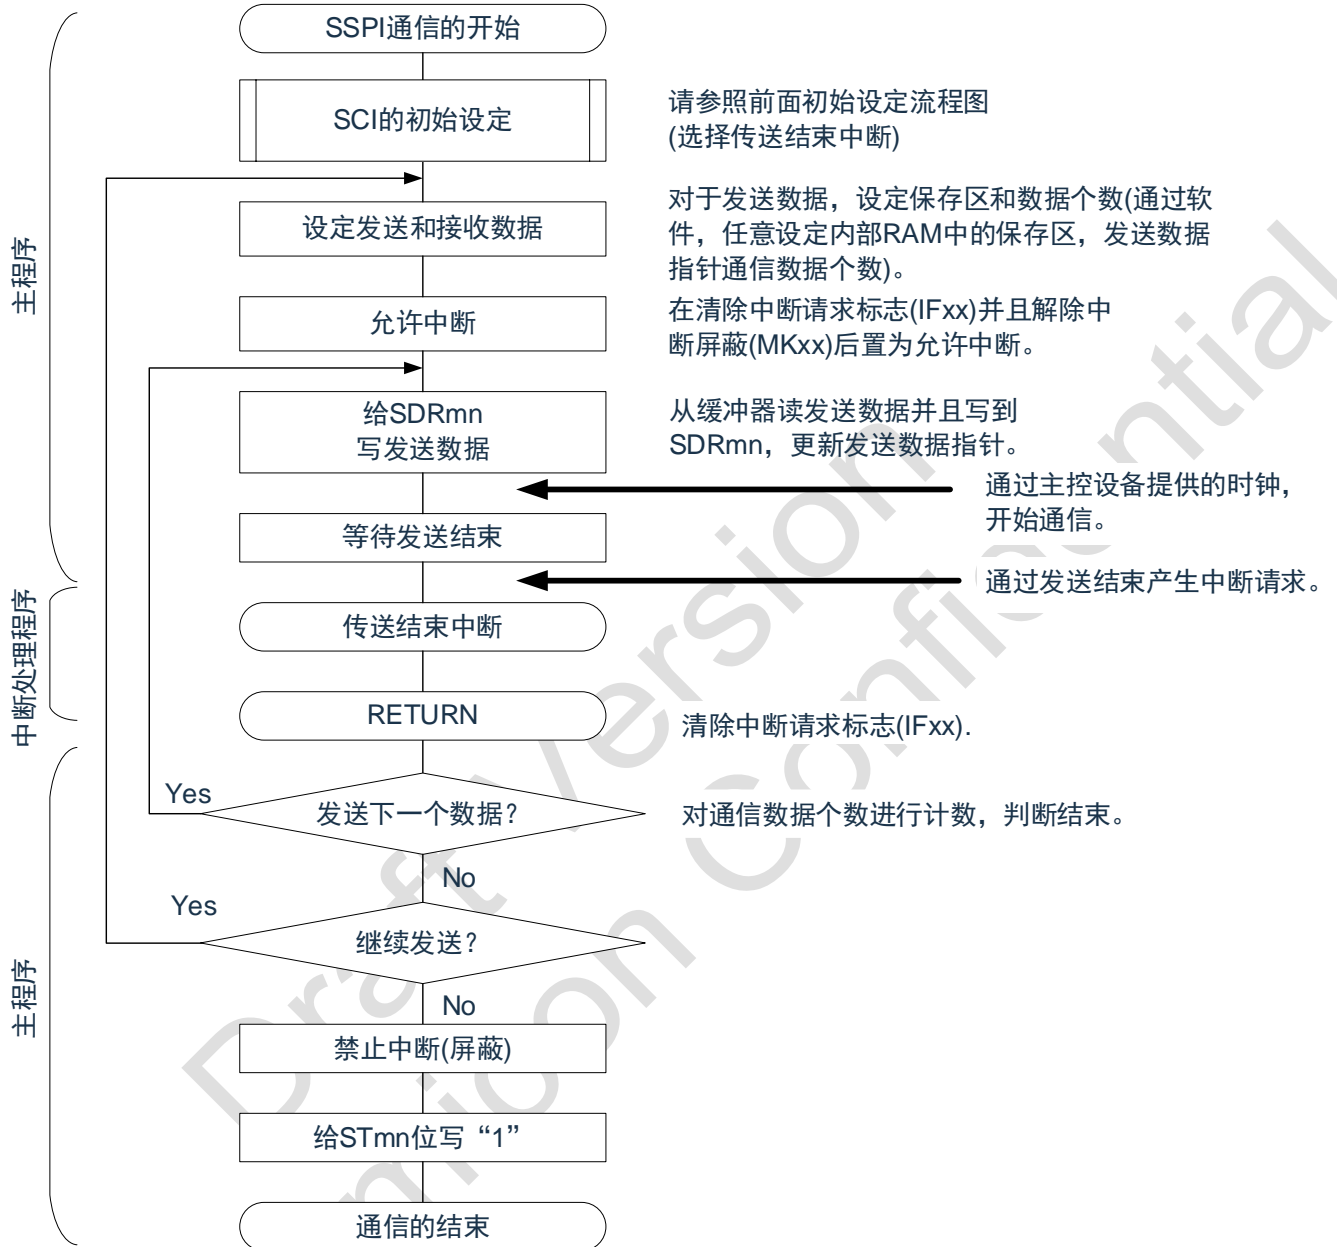 SSPI通信的开始
SCI的初始设定
请参照前面初始设定流程图
(选择传送结束中断)
设定发送和接收数据
对于发送数据，设定保存区和数据个数(通过软
件，任意设定内部RAM中的保存区，发送数据
指针通信数据个数)。
主程序
允许中断
在清除中断请求标志(IFxx)并且解除中
断屏蔽(MKxx)后置为允许中断。
给SDRmn
写发送数据
从缓冲器读发送数据并且写到
SDRmn，更新发送数据指针。
通过主控设备提供的时钟，
开始通信。
等待发送结束
通过发送结束产生中断请求。
中断处理程序
传送结束中断
RETURN
清除中断请求标志(IFxx).
Yes
发送下一个数据？
对通信数据个数进行计数，判断结束。
No
Yes
继续发送？
主程序
No
禁止中断(屏蔽)
给STmn位写“1”
通信的结束
Draft Version
micon Confidential